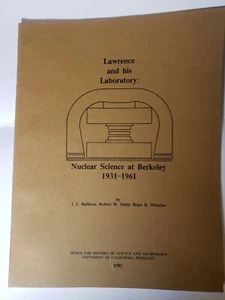 Lawrence
and his
Laboratory:
Nuclear Science at Berkeley
1931-1961
by
J. L. Heilbron Robert W. Seidel Bruce R. Wheaton
OFFICE FOR HISTORY OF SCIENCE AND TECHNOLOGY
UNIVERSITY OF CALIFORNIA, BERKELEY
1981